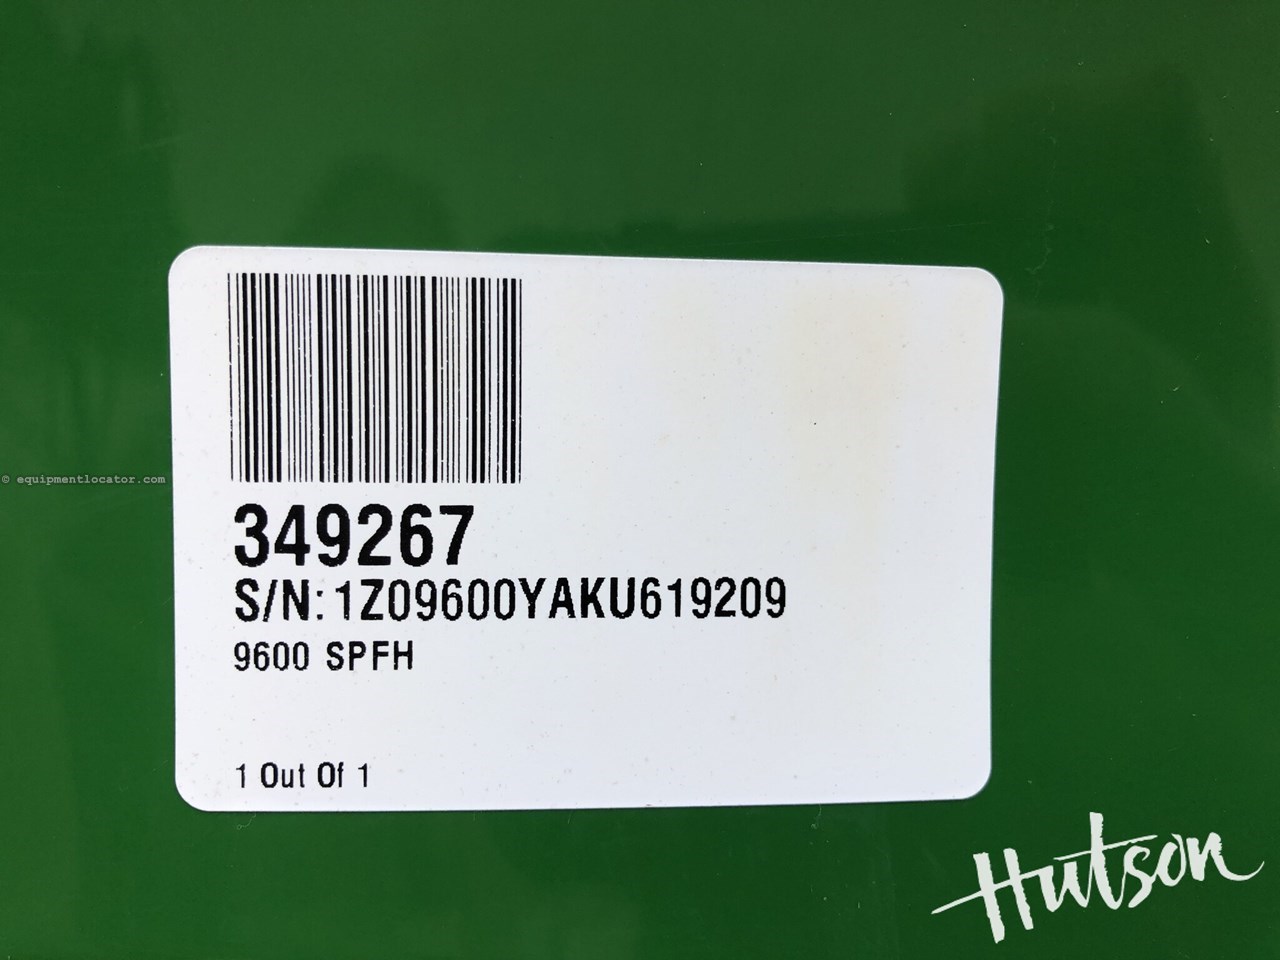 © equipmentlocator.com
349267
S/N: 1Z09600YAKU619209
9600 SPFH
1 Out Of 1
Hutson